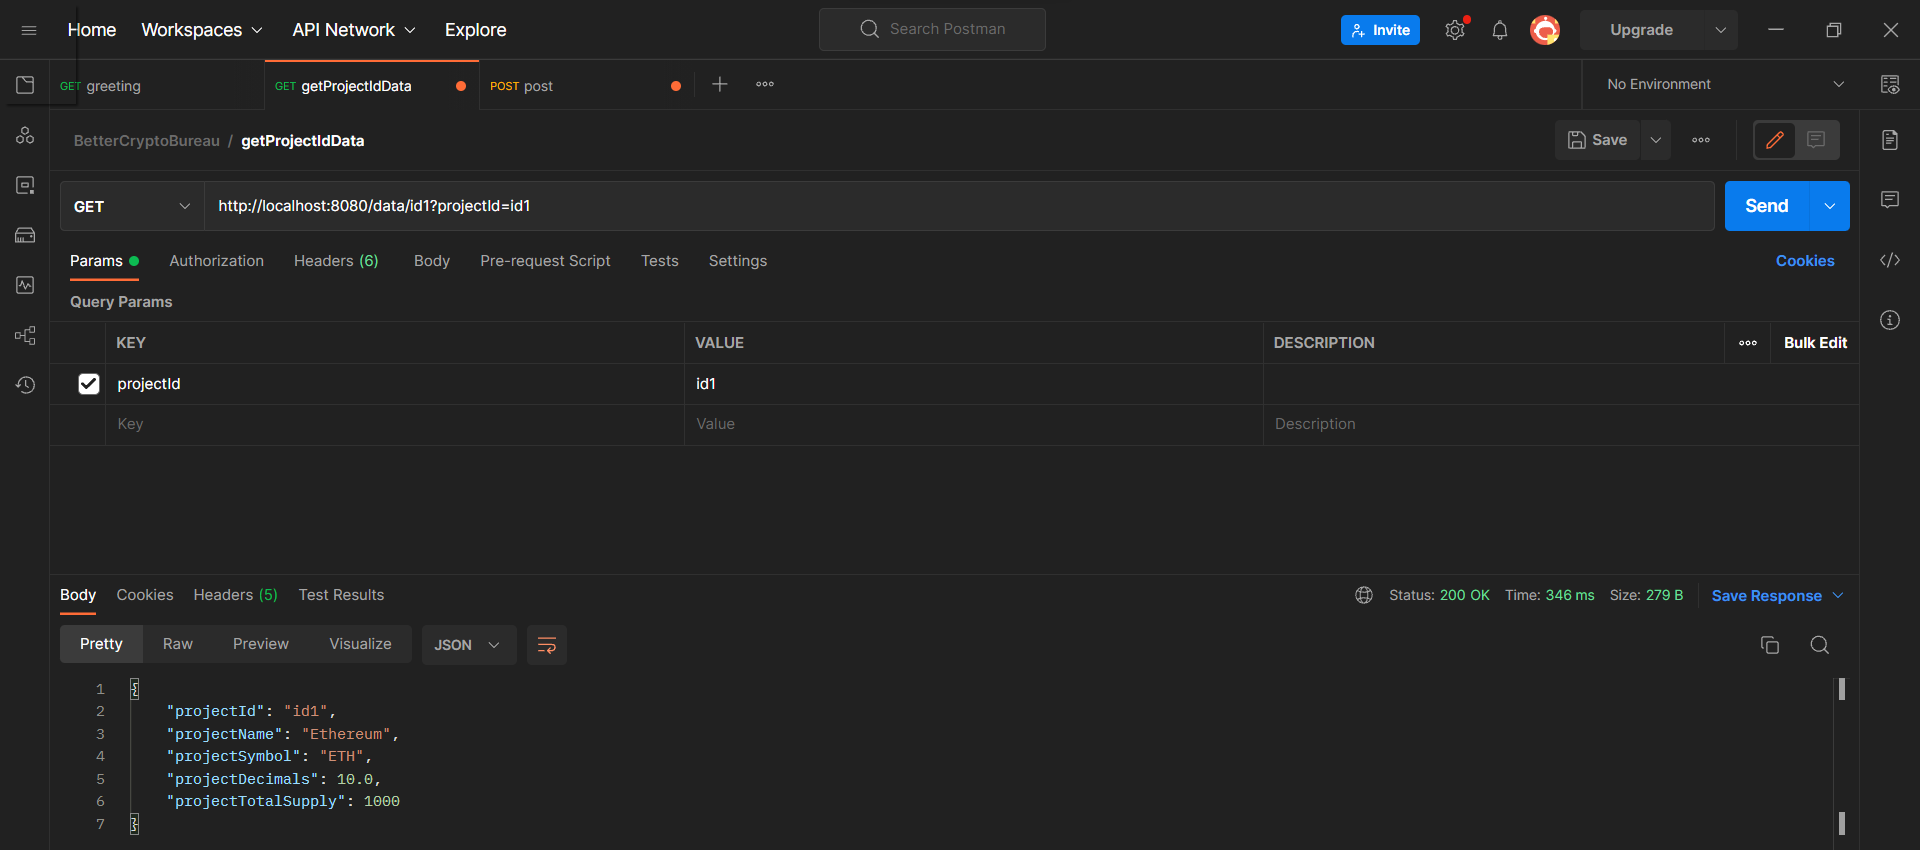 Home Workspaces API Network Explore Search Postman Invite Upgrade
GET greeting GET getProjectIdData POST post No Environment
BetterCryptoBureau / getProjectIdData Save
GET http://localhost:8080/data/id1?projectId=id1 Send
Params Authorization Headers (6) Body Pre-request Script Tests Settings Cookies
Query Params
KEY VALUE DESCRIPTION Bulk Edit
projectId id1
Key Value Description
Body Cookies Headers (5) Test Results Status: 200 OK Time: 346 ms Size: 279 B Save Response
Pretty Raw Preview Visualize JSON
1 {
2 "projectId": "id1",
3 "projectName": "Ethereum",
4 "projectSymbol": "ETH",
5 "projectDecimals": 10.0,
6 "projectTotalSupply": 1000
7 }